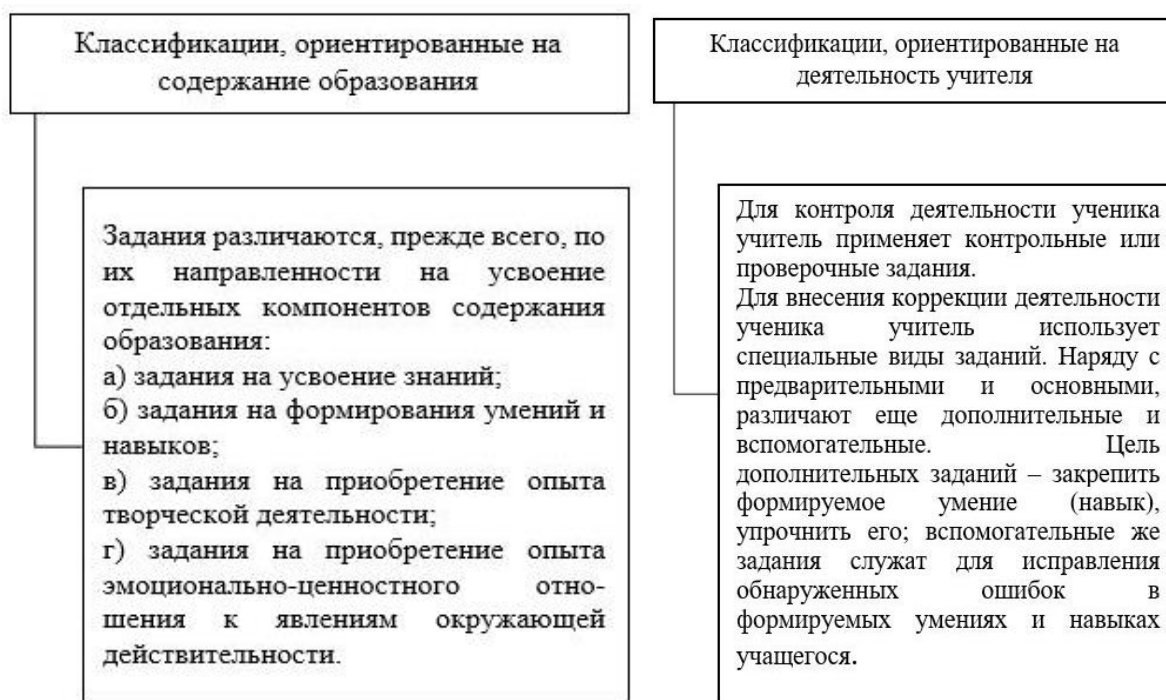 Классификации, ориентированные на
содержание образования
Задания различаются, прежде всего, по
их направленности на усвоение
отдельных компонентов содержания
образования:
а) задания на усвоение знаний;
б) задания на формирования умений и
навыков;
в) задания на приобретение опыта
творческой деятельности;
г) задания на приобретение опыта
эмоционально-ценностного отно-
шения к явлениям окружающей
действительности.
Классификации, ориентированные на
деятельность учителя
Для контроля деятельности ученика
учитель применяет контрольные или
проверочные задания.
Для внесения коррекции деятельности
ученика учитель использует
специальные виды заданий. Наряду с
предварительными и основными,
различают еще дополнительные и
вспомогательные. Цель
дополнительных заданий – закрепить
формируемое умение (навык),
упрочнить его; вспомогательные же
задания служат для исправления
обнаруженных ошибок в
формируемых умениях и навыках
учащегося.